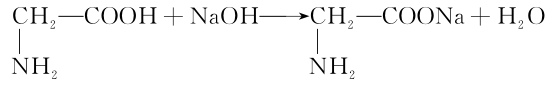 CH₂—COOH + NaOH⟶CH₂—COONa + H₂O
NH₂ NH₂